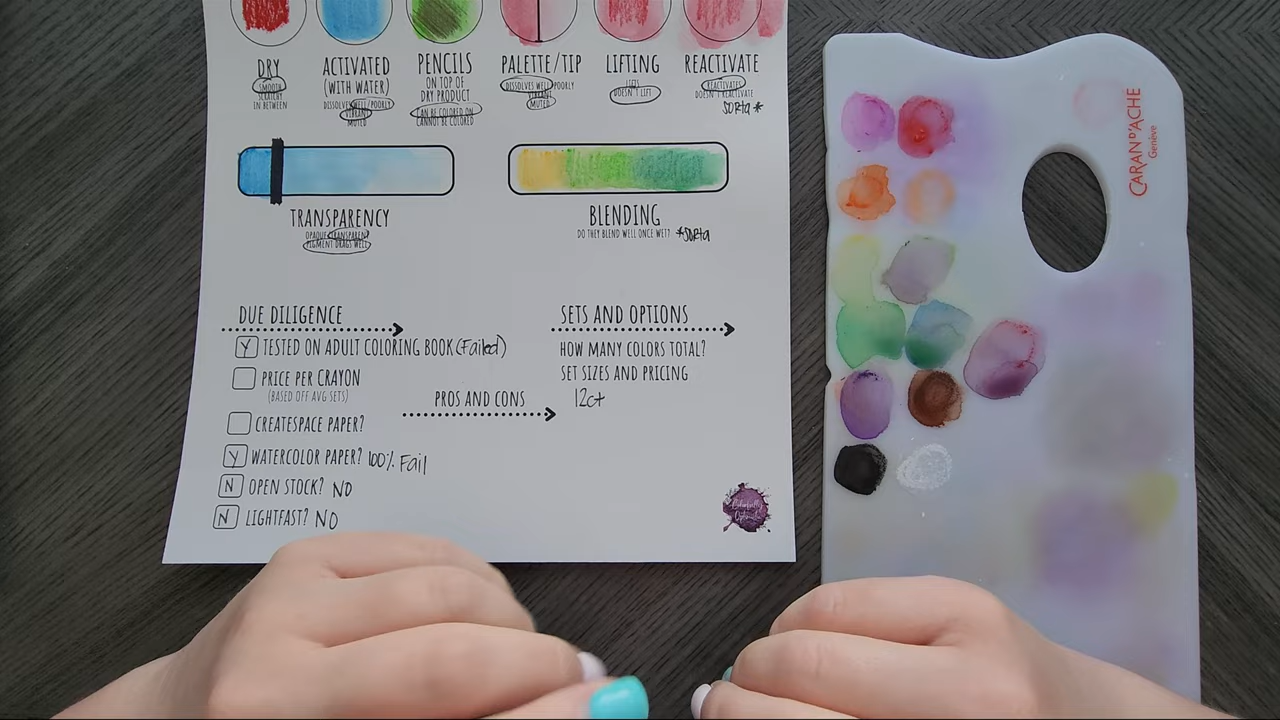 DRY
SMOOTH
SCRATCHY
IN BETWEEN
ACTIVATED
(WITH WATER)
DISSOLVES WELL/POORLY
VIBRANT
MUTED
PENCILS
ON TOP OF
DRY PRODUCT
CAN BE COLORED ON
CANNOT BE COLORED
PALETTE/TIP
DISSOLVES WELL/POORLY
VIBRANT
MUTED
LIFTING
LIFTS
DOESN'T LIFT
REACTIVATE
REACTIVATES
DOESN'T REACTIVATE
SORTA *
TRANSPARENCY
OPAQUE/TRANSPARENT
PIGMENT DRAGS WELL
BLENDING
DO THEY BLEND WELL ONCE WET? *SORTA
DUE DILIGENCE
Y TESTED ON ADULT COLORING BOOK (Failed)
PRICE PER CRAYON
(BASED OFF AVG SETS)
CREATESPACE PAPER?
Y WATERCOLOR PAPER? 100% Fail
N OPEN STOCK? NO
N LIGHTFAST? NO
PROS AND CONS
SETS AND OPTIONS
HOW MANY COLORS TOTAL?
SET SIZES AND PRICING
12ct
CARAN D'ACHE
Genève